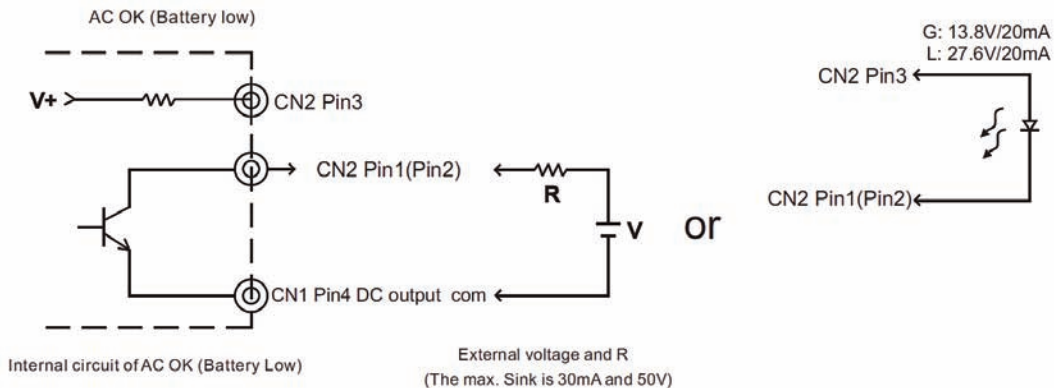 AC OK (Battery low)
G: 13.8V/20mA
L: 27.6V/20mA
V+
CN2 Pin3
CN2 Pin3
CN2 Pin1(Pin2)
R
CN2 Pin1(Pin2)
V
or
CN1 Pin4 DC output com
Internal circuit of AC OK (Battery Low)
External voltage and R
(The max. Sink is 30mA and 50V)